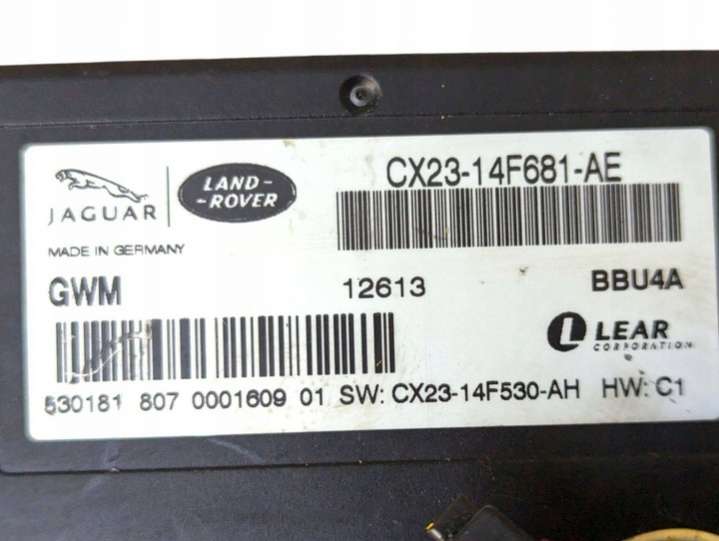 CX23-14F681-AE
JAGUAR
LAND-
-ROVER
MADE IN GERMANY
GWM 12613 BBU4A
LEAR
CORPORATION
530181 807 0001609 01 SW: CX23-14F530-AH HW: C1